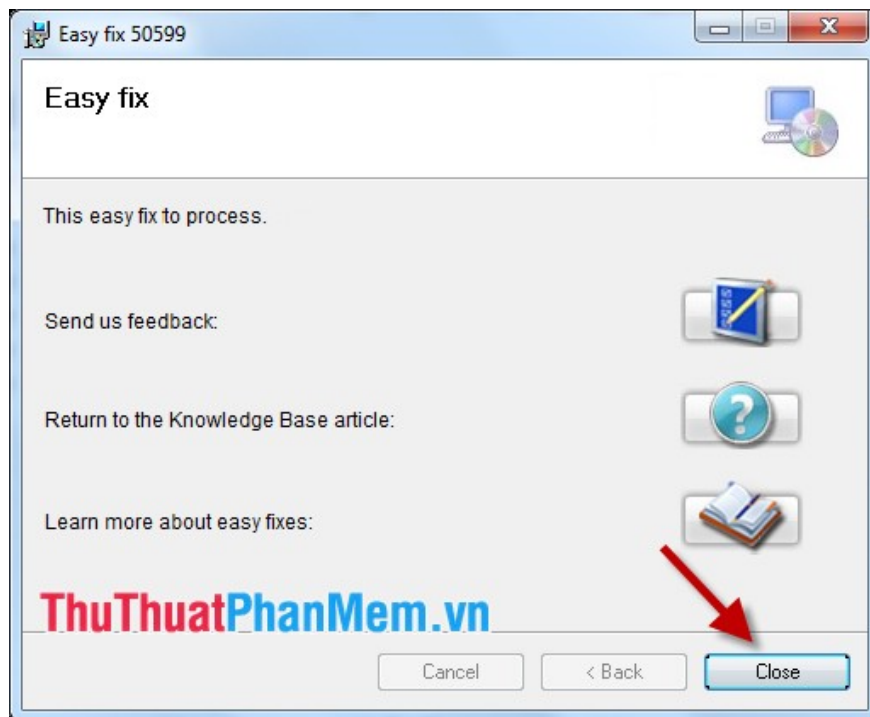 Easy fix 50599
Easy fix
This easy fix to process.
Send us feedback:
Return to the Knowledge Base article:
Learn more about easy fixes:
ThuThuatPhanMem.vn
Cancel
< Back
Close